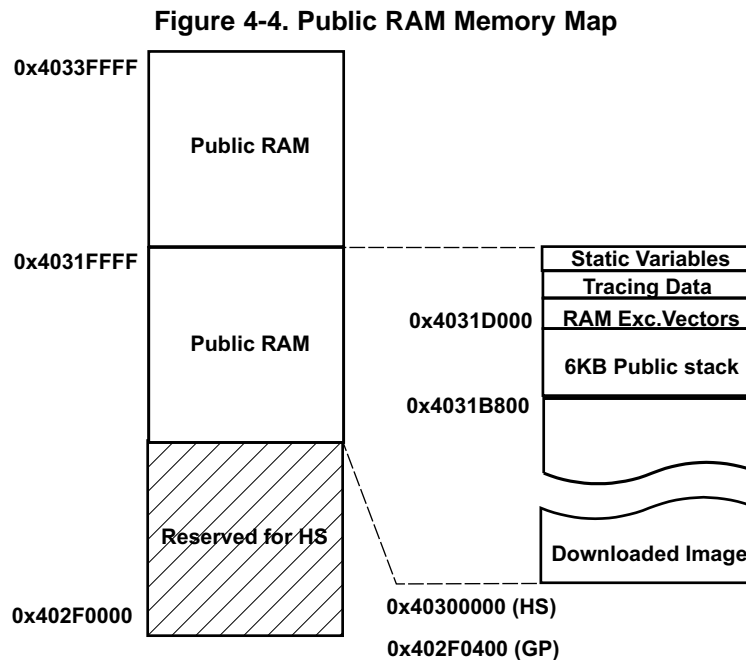 Figure 4-4. Public RAM Memory Map
0x4033FFFF
Public RAM
0x4031FFFF
Public RAM
Reserved for HS
0x402F0000
Static Variables
Tracing Data
0x4031D000
RAM Exc.Vectors
6KB Public stack
0x4031B800
Downloaded Image
0x40300000 (HS)
0x402F0400 (GP)